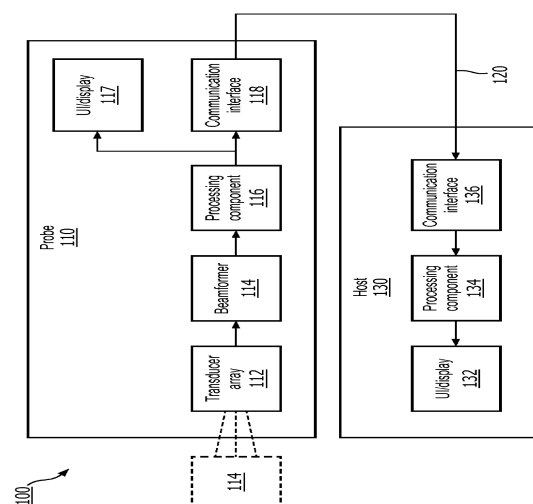 100
Probe
110
114
Transducer
array
112
Beamformer
114
Processing
component
116
UI/display
117
Communication
interface
118
120
Host
130
UI/display
132
Processing
component
134
Communication
interface
136